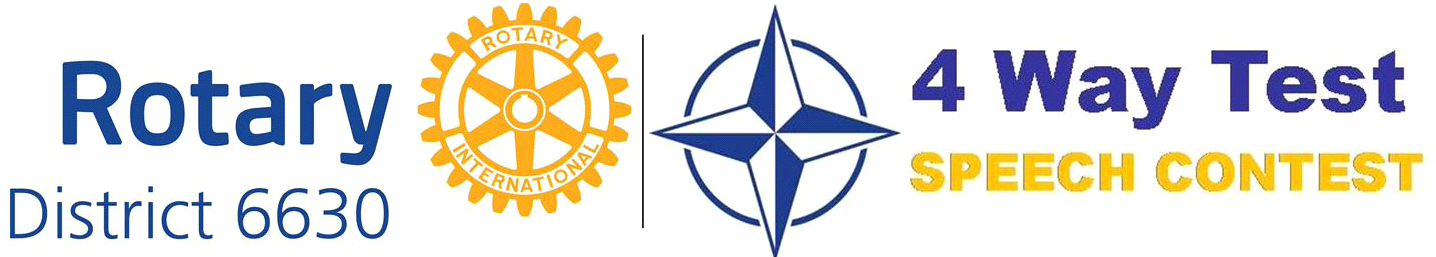 Rotary
District 6630
ROTARY
INTERNATIONAL
4 Way Test
SPEECH CONTEST